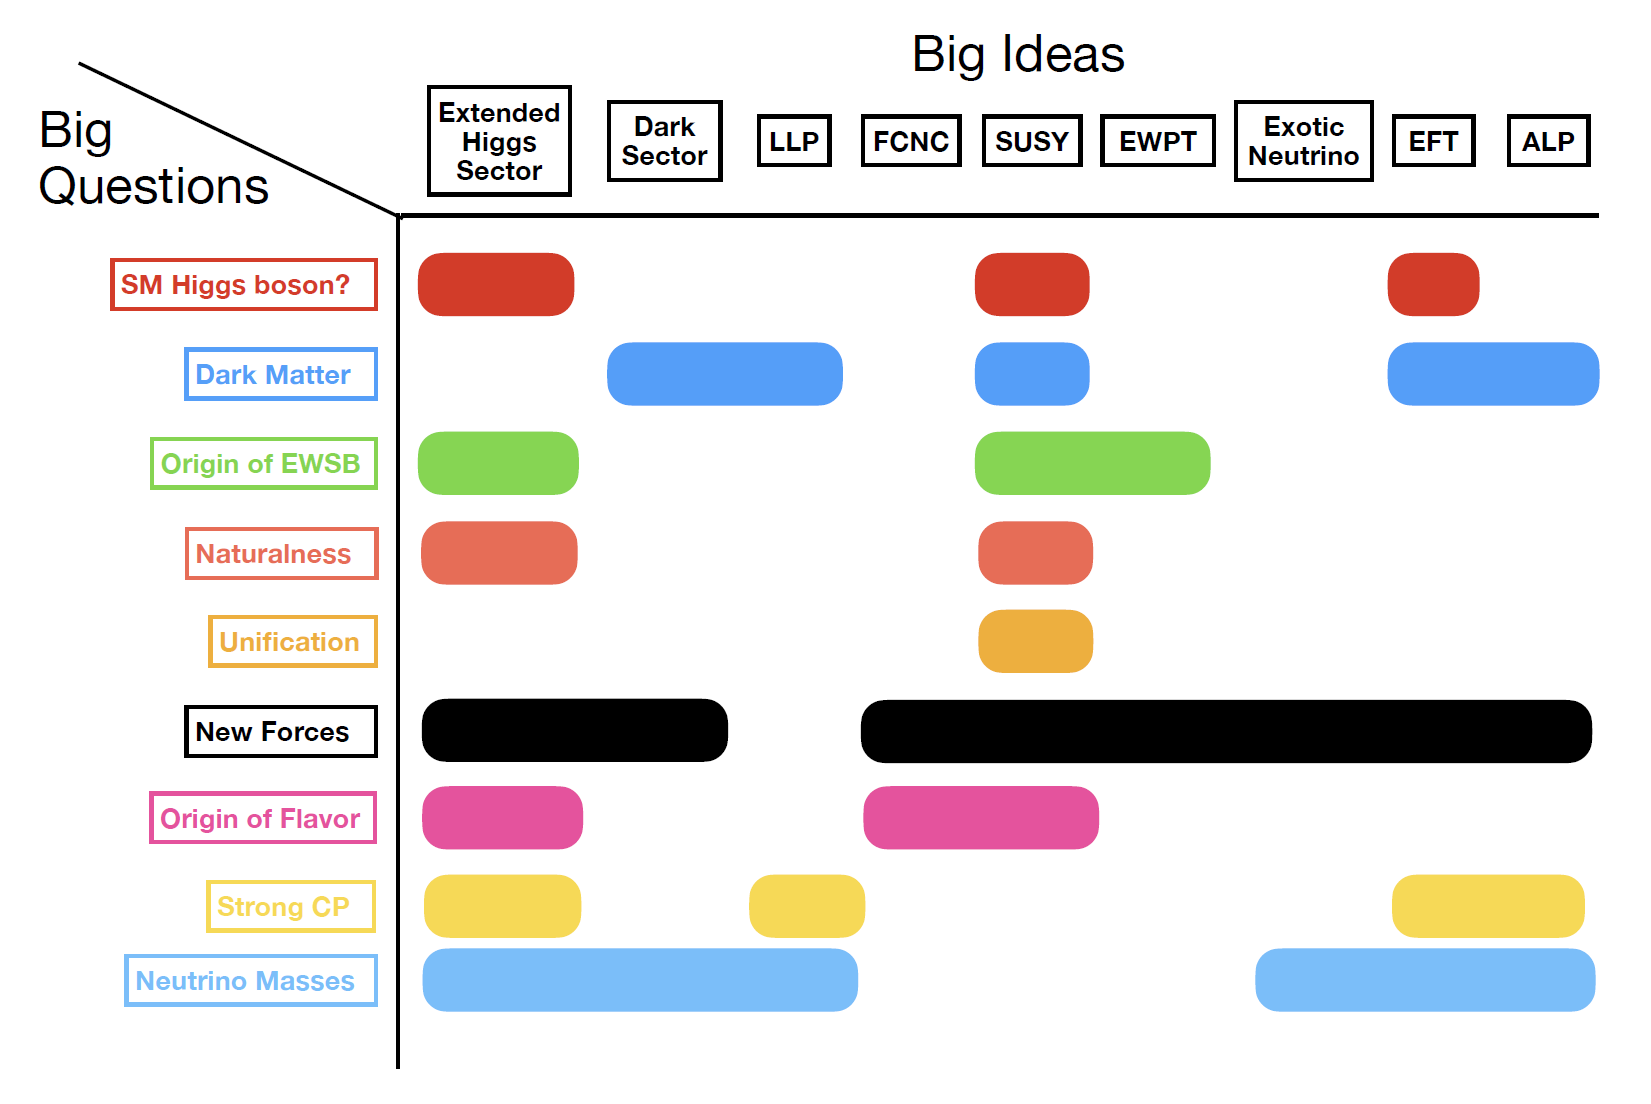 Big Ideas
Big
Questions
Extended
Higgs
Sector
Dark
Sector
LLP
FCNC
SUSY
EWPT
Exotic
Neutrino
EFT
ALP
SM Higgs boson?
Dark Matter
Origin of EWSB
Naturalness
Unification
New Forces
Origin of Flavor
Strong CP
Neutrino Masses